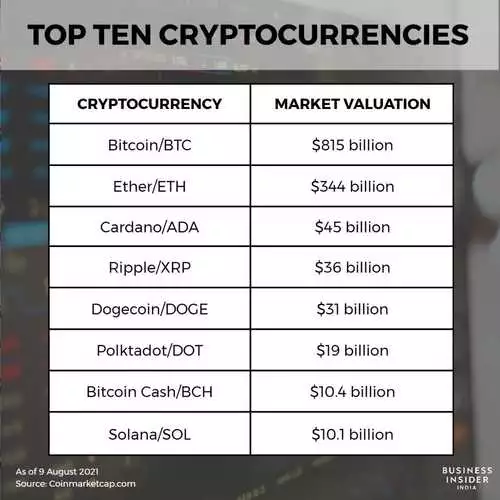 TOP TEN CRYPTOCURRENCIES
CRYPTOCURRENCY MARKET VALUATION
Bitcoin/BTC $815 billion
Ether/ETH $344 billion
Cardano/ADA $45 billion
Ripple/XRP $36 billion
Dogecoin/DOGE $31 billion
Polktadot/DOT $19 billion
Bitcoin Cash/BCH $10.4 billion
Solana/SOL $10.1 billion
As of 9 August 2021
Source: Coinmarketcap.com
BUSINESS
INSIDER
INDIA